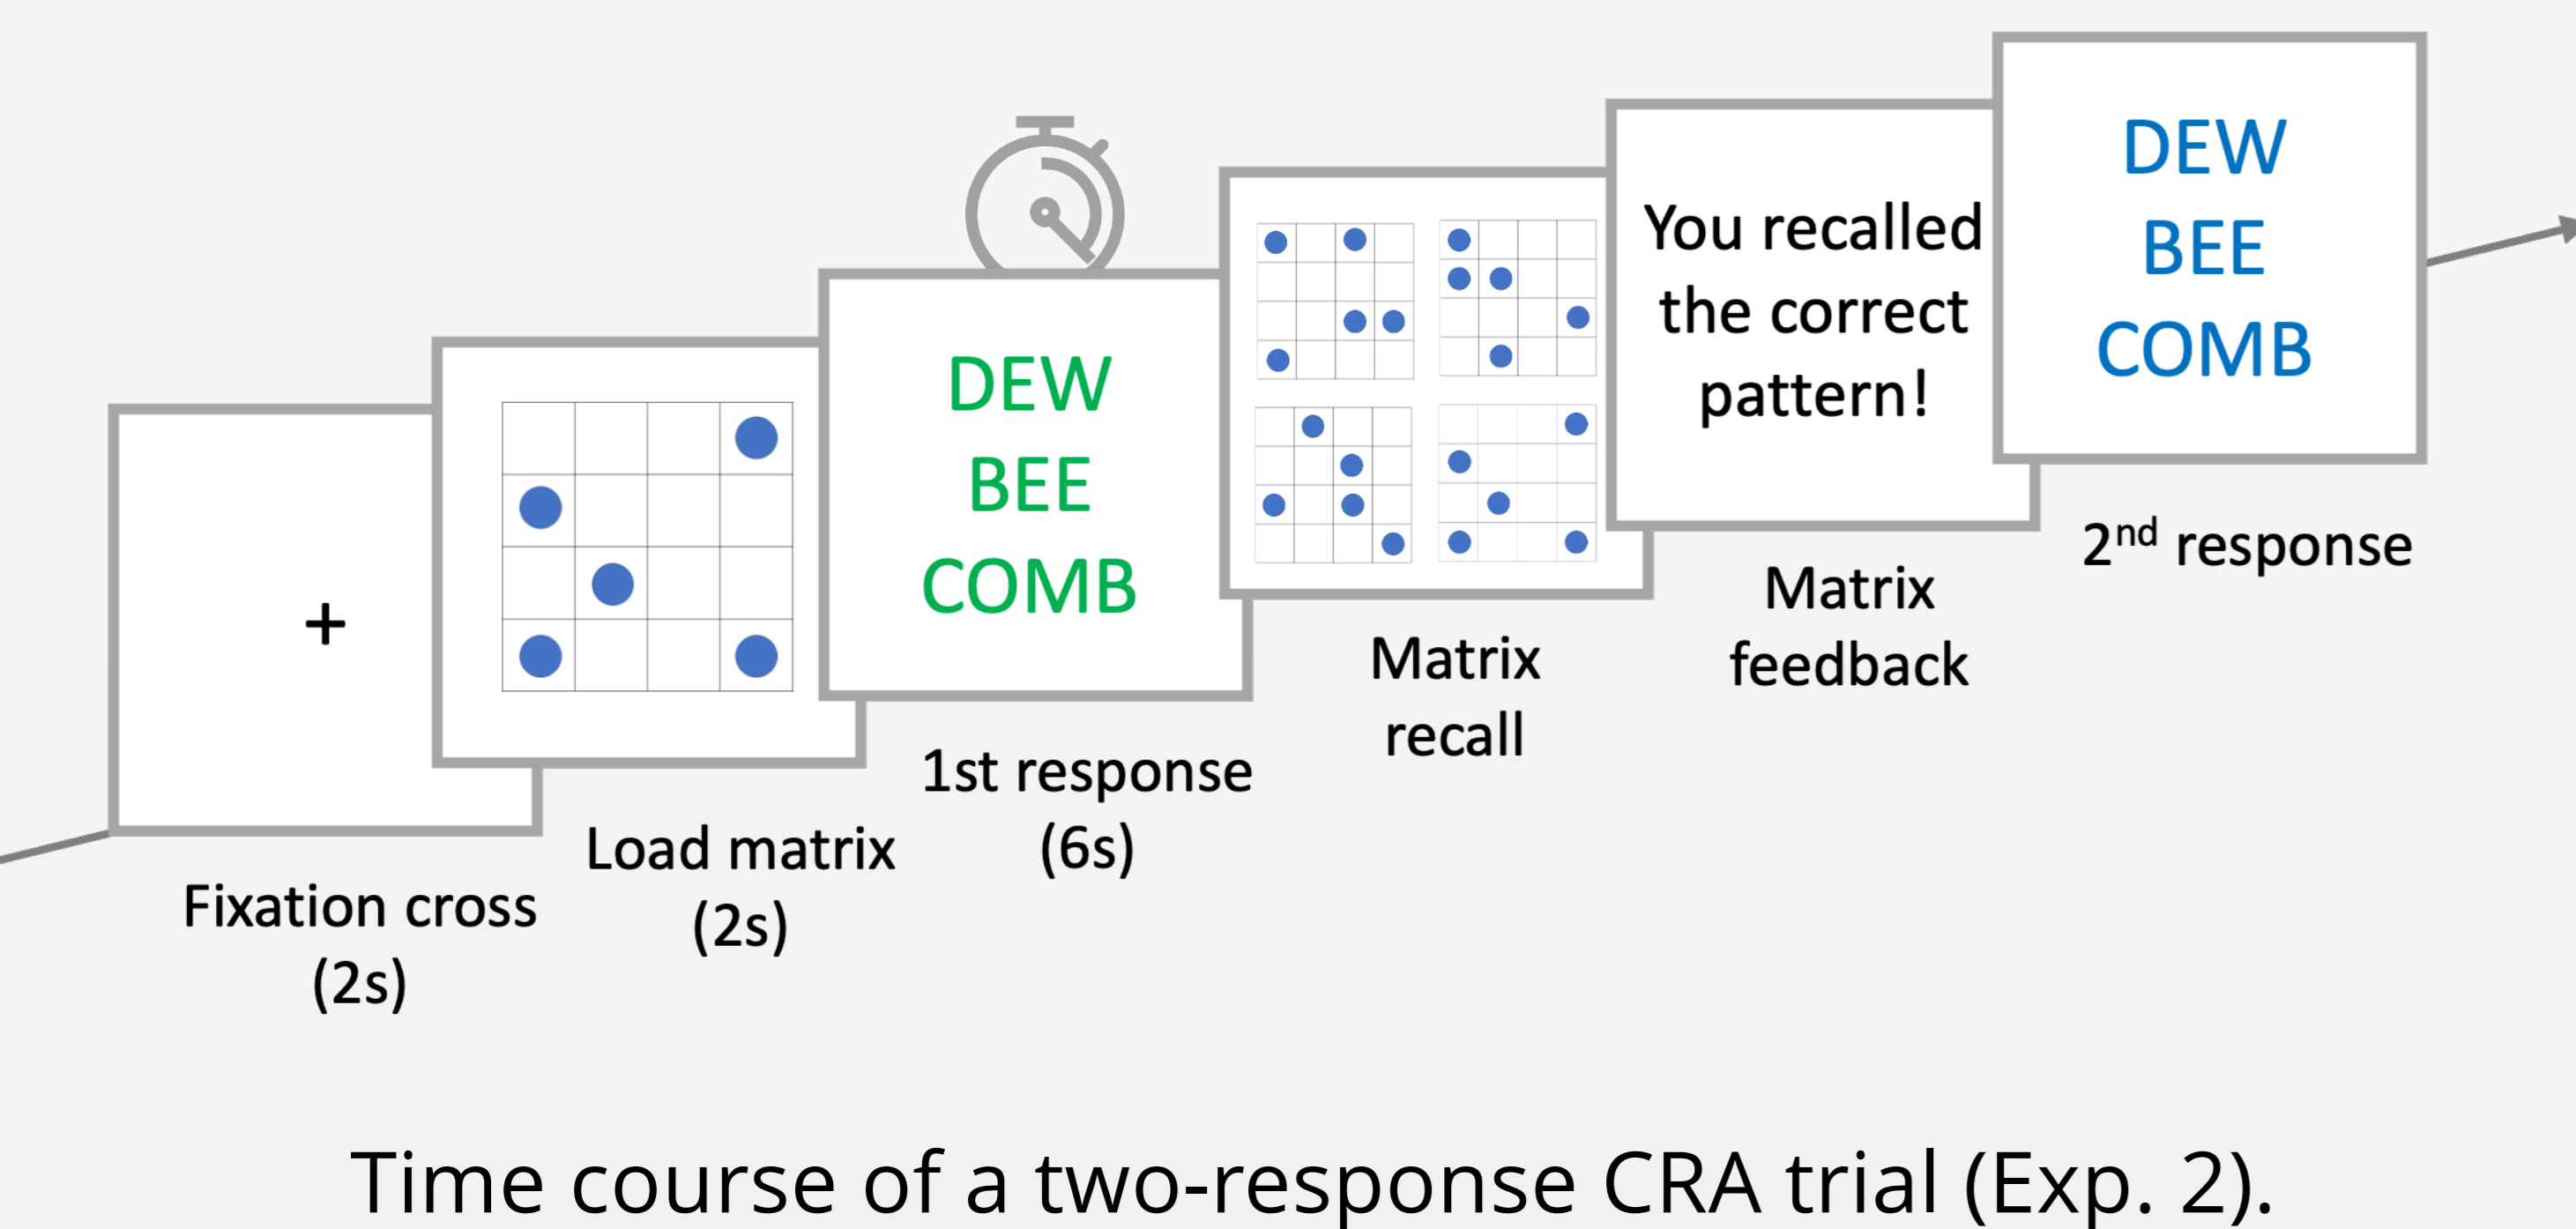 +
Fixation cross
(2s)
Load matrix
(2s)
DEW
BEE
COMB
1st response
(6s)
Matrix
recall
You recalled
the correct
pattern!
Matrix
feedback
DEW
BEE
COMB
2nd response
Time course of a two-response CRA trial (Exp. 2).